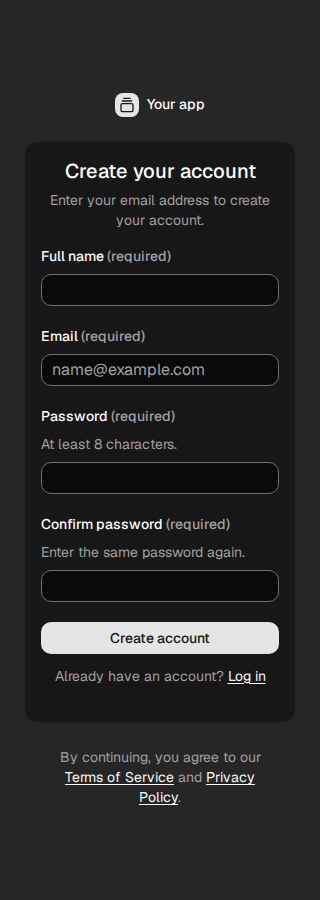 Your app
Create your account
Enter your email address to create
your account.
Full name (required)
Email (required)
name@example.com
Password (required)
At least 8 characters.
Confirm password (required)
Enter the same password again.
Create account
Already have an account? Log in
By continuing, you agree to our
Terms of Service and Privacy
Policy.